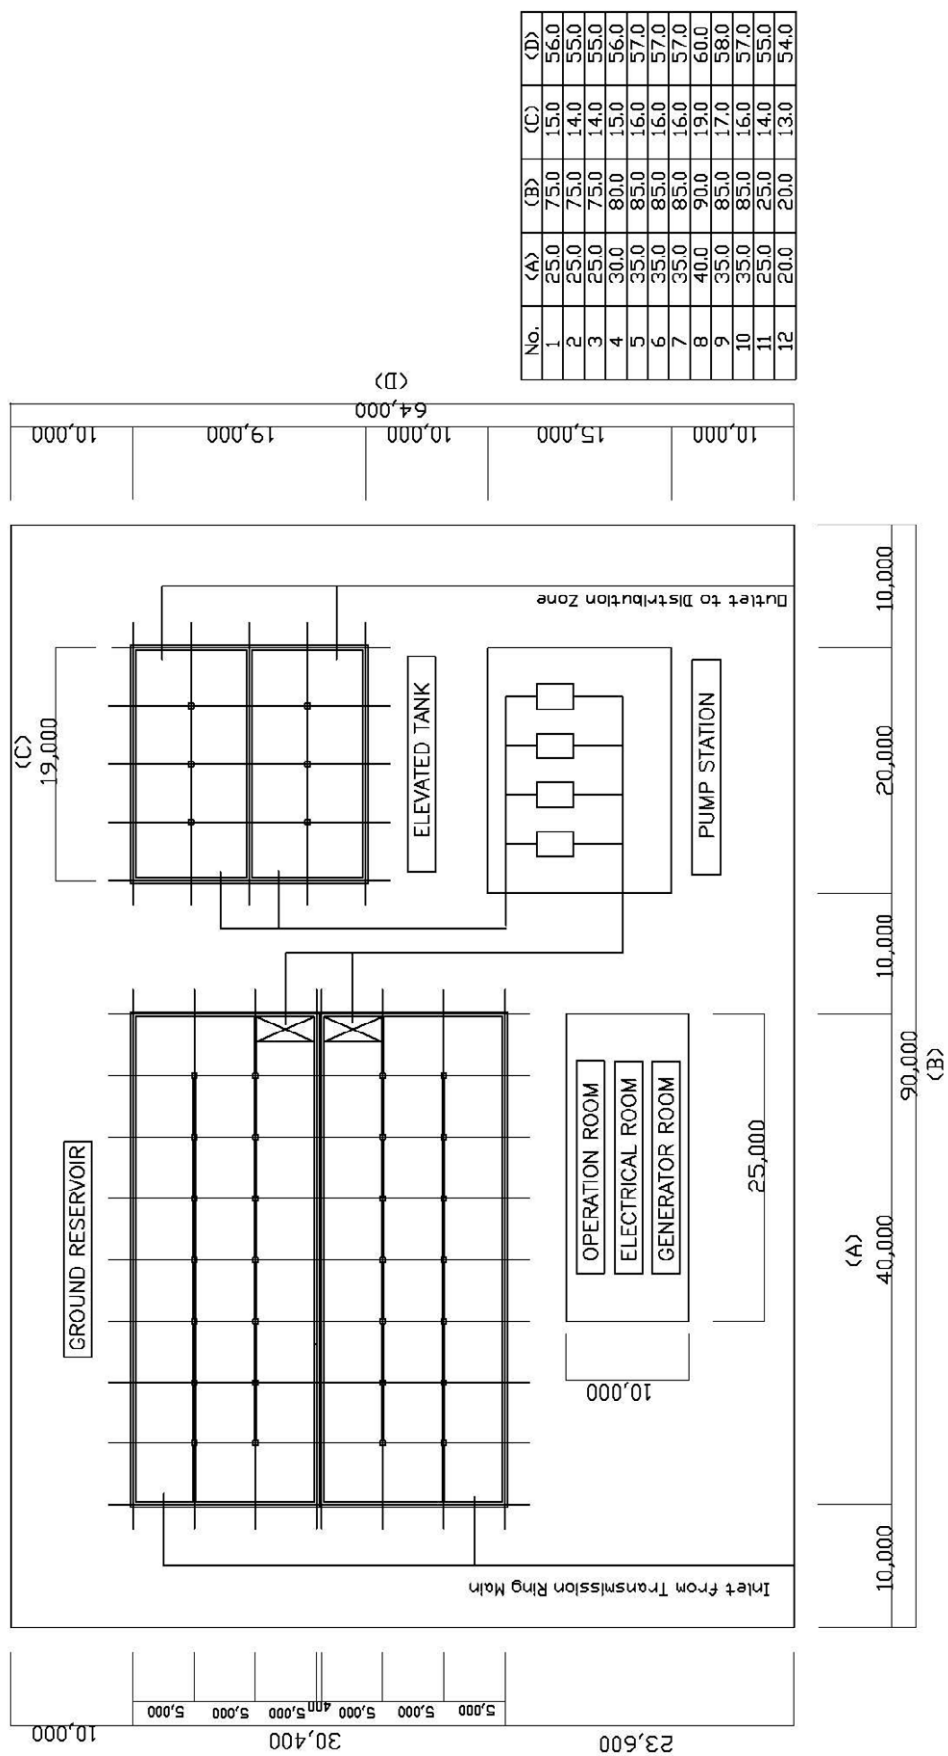 (C)
19,000
GROUND RESERVOIR
ELEVATED TANK
PUMP STATION
OPERATION ROOM
ELECTRICAL ROOM
GENERATOR ROOM
25,000
10,000
Inlet from Transmission Ring Main
Outlet to Distribution Zone
10,000
30,400
23,600
5,000
5,000
5,000
400
5,000
5,000
5,000
10,000
19,000
10,000
15,000
10,000
64,000
(D)
(A)
10,000
40,000
10,000
20,000
10,000
90,000
(B)
No. (A) (B) (C) (D)
1 25.0 75.0 15.0 56.0
2 25.0 75.0 14.0 55.0
3 25.0 75.0 14.0 55.0
4 30.0 80.0 15.0 56.0
5 35.0 85.0 16.0 57.0
6 35.0 85.0 16.0 57.0
7 35.0 85.0 16.0 57.0
8 40.0 90.0 19.0 60.0
9 35.0 85.0 17.0 58.0
10 35.0 85.0 16.0 57.0
11 25.0 25.0 14.0 55.0
12 20.0 20.0 13.0 54.0